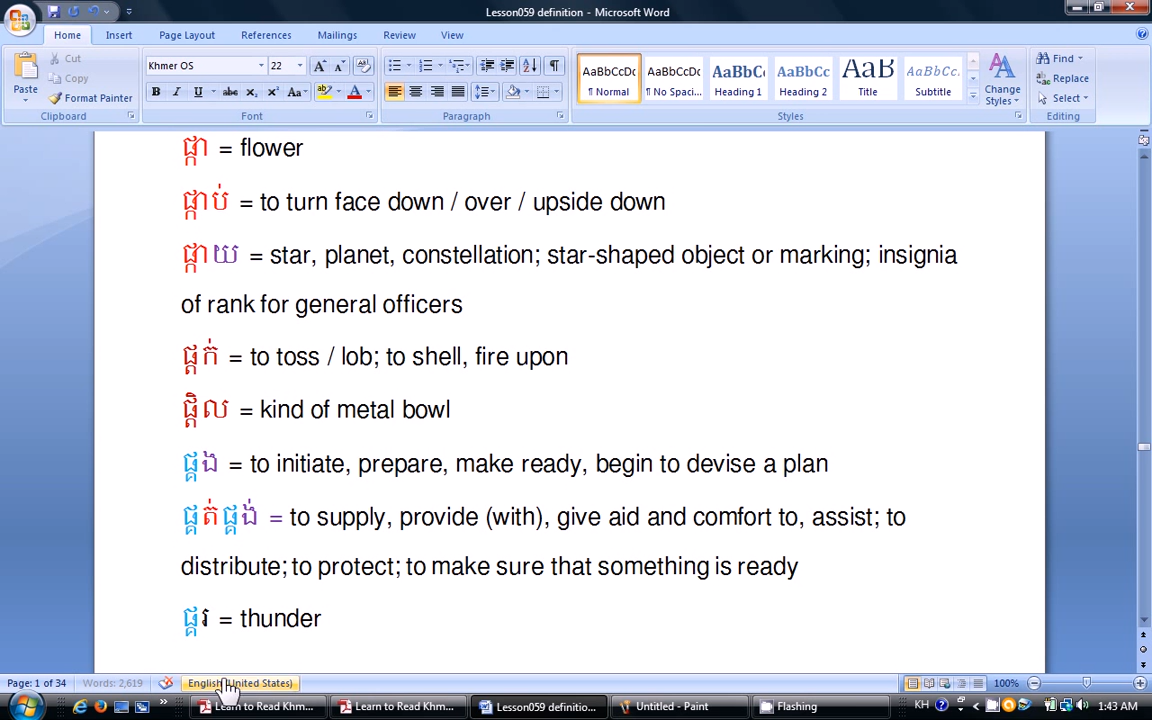 Lesson059 definition - Microsoft Word
Home Insert Page Layout References Mailings Review View
Cut
Copy
Format Painter
Paste
Clipboard
Khmer OS 22
Font
Paragraph
AaBbCcDc AaBbCcDc AaBbC AaBbCc AaB AaBbCc.
¶ Normal ¶ No Spaci... Heading 1 Heading 2 Title Subtitle
Change Styles
Styles
Find
Replace
Select
Editing
ផ្កា = flower
ផ្កាប់ = to turn face down / over / upside down
ផ្កាយ = star, planet, constellation; star-shaped object or marking; insignia
of rank for general officers
ផ្តក់ = to toss / lob; to shell, fire upon
ផ្តិល = kind of metal bowl
ផ្គង = to initiate, prepare, make ready, begin to devise a plan
ផ្គត់ផ្គង់ = to supply, provide (with), give aid and comfort to, assist; to
distribute; to protect; to make sure that something is ready
ផ្គរ = thunder
Page: 1 of 34 Words: 2,619 English (United States) 100%
Learn to Read Khm... Learn to Read Khm... Lesson059 definitio... Untitled - Paint Flashing KH 1:43 AM